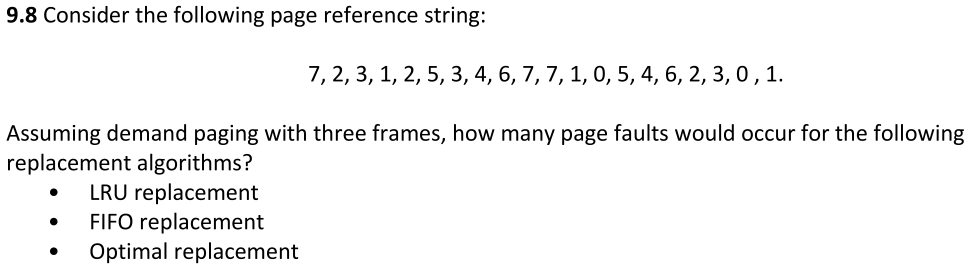 9.8 Consider the following page reference string:
7, 2, 3, 1, 2, 5, 3, 4, 6, 7, 7, 1, 0, 5, 4, 6, 2, 3, 0 , 1.
Assuming demand paging with three frames, how many page faults would occur for the following
replacement algorithms?
• LRU replacement
• FIFO replacement
• Optimal replacement